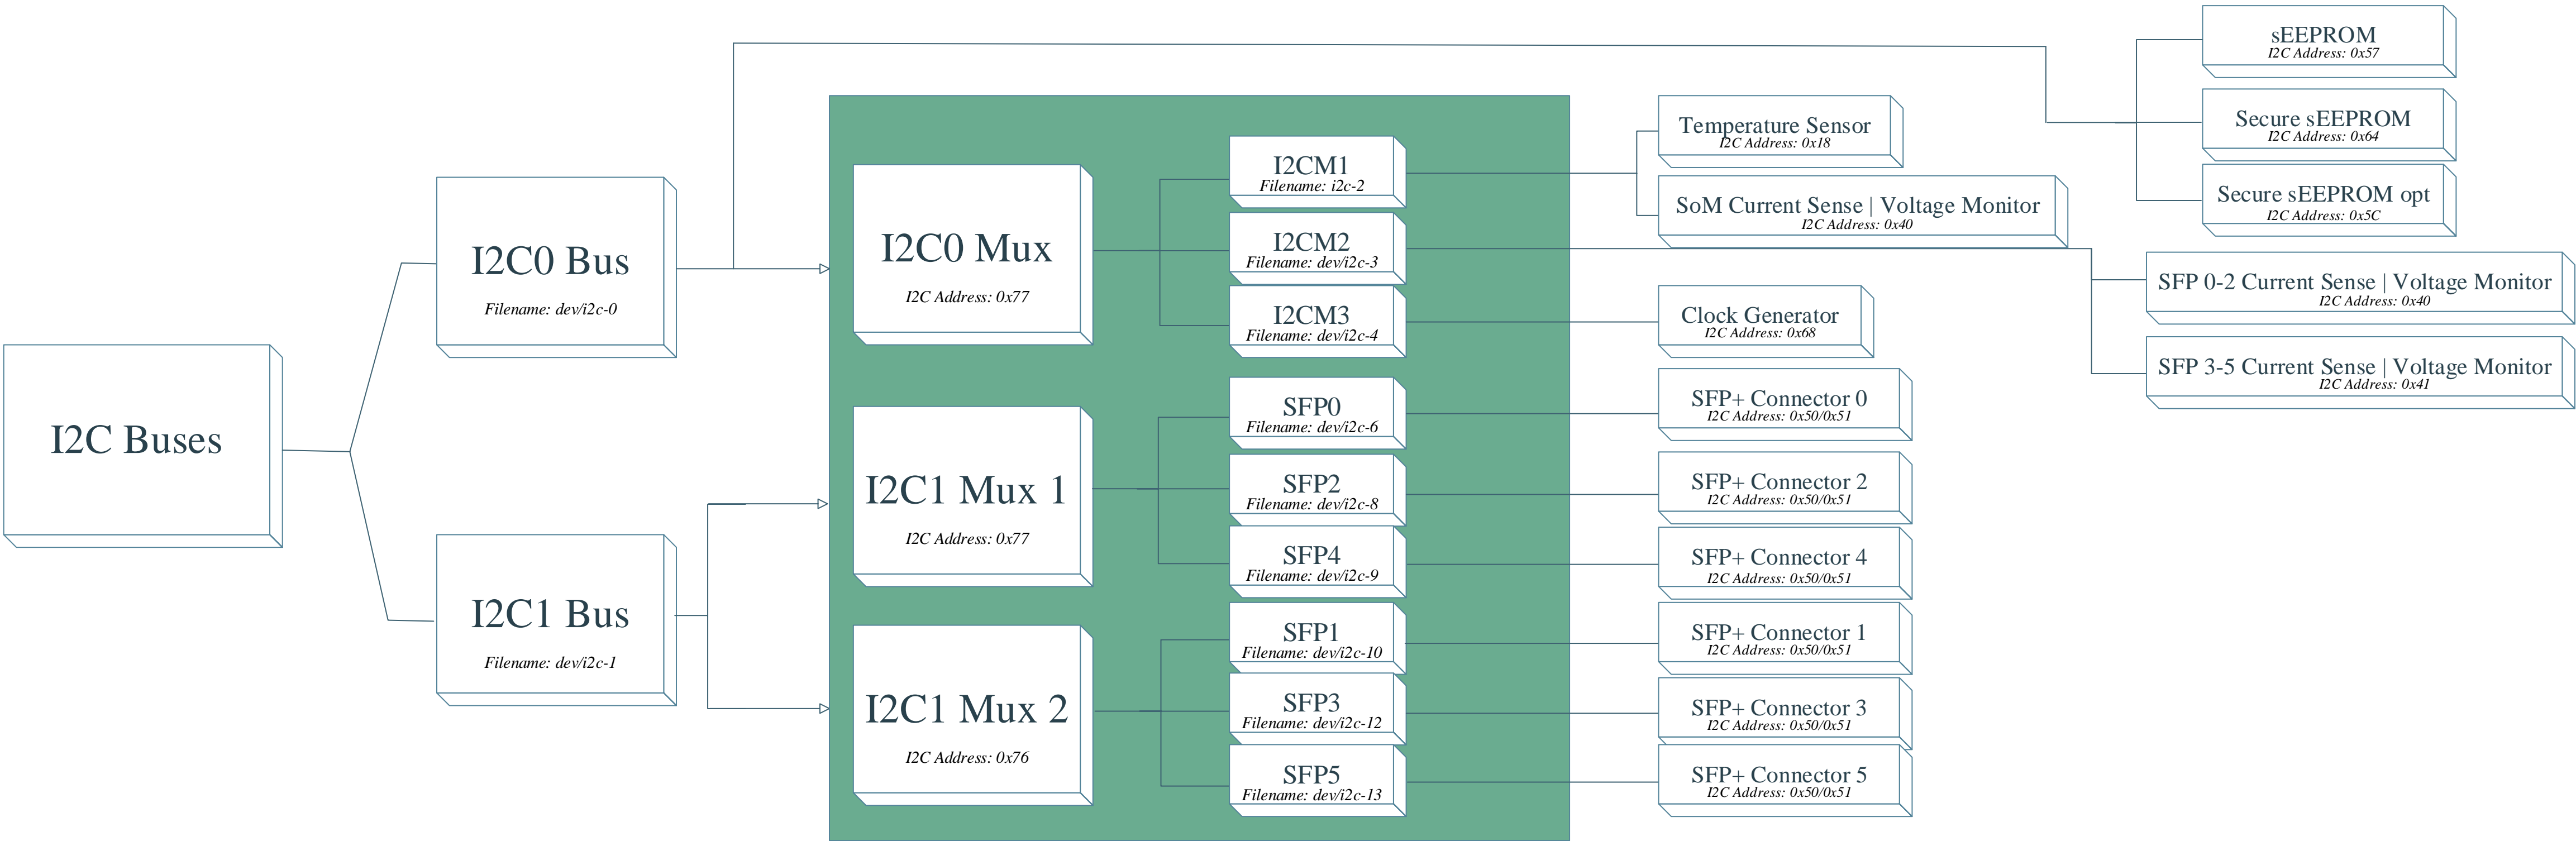 I2C Buses
I2C0 Bus
Filename: dev/i2c-0
I2C1 Bus
Filename: dev/i2c-1
I2C0 Mux
I2C Address: 0x77
I2C1 Mux 1
I2C Address: 0x77
I2C1 Mux 2
I2C Address: 0x76
I2CM1
Filename: i2c-2
I2CM2
Filename: dev/i2c-3
I2CM3
Filename: dev/i2c-4
SFP0
Filename: dev/i2c-6
SFP2
Filename: dev/i2c-8
SFP4
Filename: dev/i2c-9
SFP1
Filename: dev/i2c-10
SFP3
Filename: dev/i2c-12
SFP5
Filename: dev/i2c-13
Temperature Sensor
I2C Address: 0x18
SoM Current Sense | Voltage Monitor
I2C Address: 0x40
Clock Generator
I2C Address: 0x68
SFP+ Connector 0
I2C Address: 0x50/0x51
SFP+ Connector 2
I2C Address: 0x50/0x51
SFP+ Connector 4
I2C Address: 0x50/0x51
SFP+ Connector 1
I2C Address: 0x50/0x51
SFP+ Connector 3
I2C Address: 0x50/0x51
SFP+ Connector 5
I2C Address: 0x50/0x51
sEEPROM
I2C Address: 0x57
Secure sEEPROM
I2C Address: 0x64
Secure sEEPROM opt
I2C Address: 0x5C
SFP 0-2 Current Sense | Voltage Monitor
I2C Address: 0x40
SFP 3-5 Current Sense | Voltage Monitor
I2C Address: 0x41